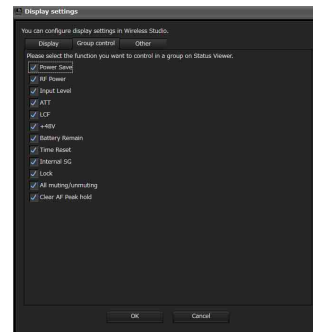 Display settings
You can configure display settings in Wireless Studio.
Display Group control Other
Please select the function you want to control in a group on Status Viewer.
Power Save
RF Power
Input Level
ATT
LCF
+48V
Battery Remain
Time Reset
Internal SG
Lock
All muting/unmuting
Clear AF Peak hold
OK Cancel